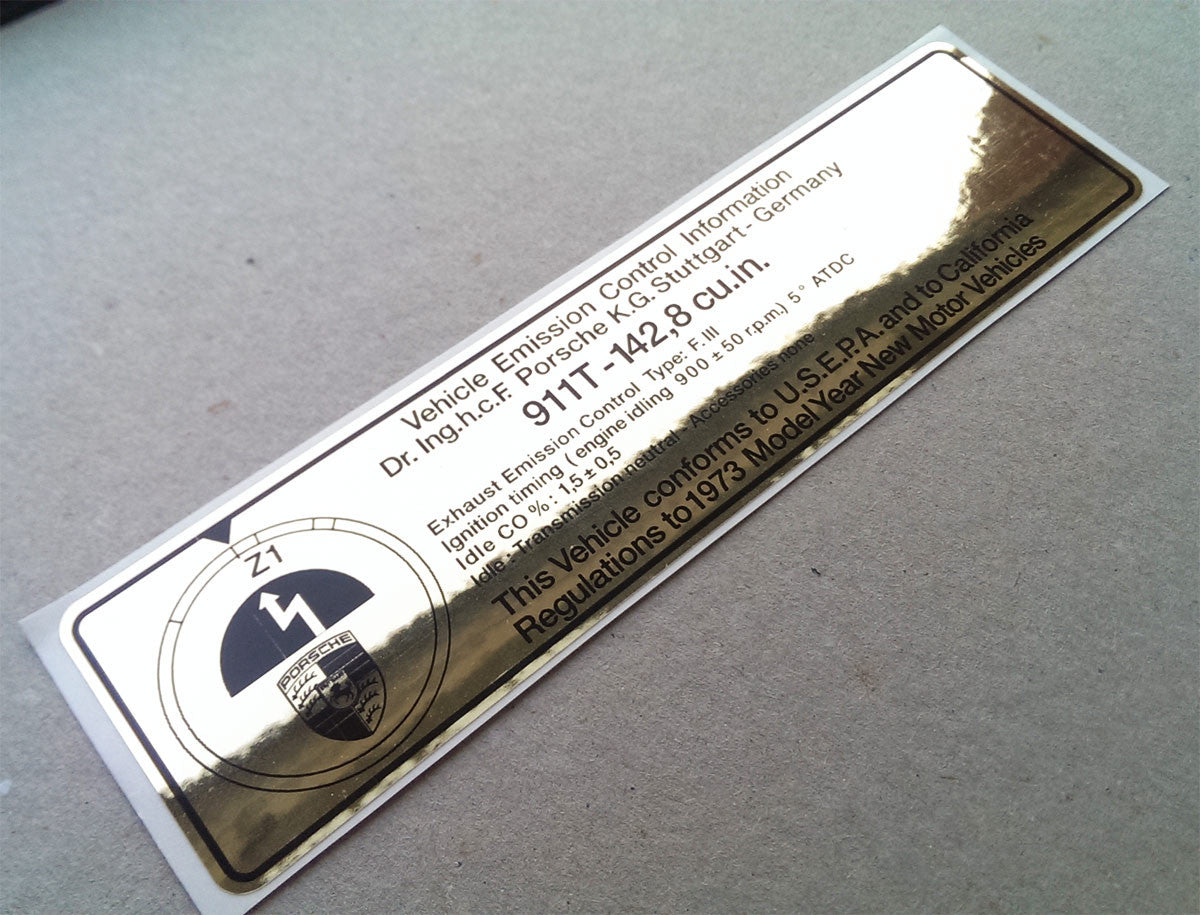 Vehicle Emission Control Information
Dr. Ing. h.c.F. Porsche K.G. Stuttgart - Germany
911T - 142,8 cu.in.
Exhaust Emission Control Type: F. III
Ignition timing ( engine idling 900 ± 50 r.p.m.) 5° ATDC
Idle CO %: 1,5 ± 0,5
Idle: Transmission neutral - Accessories none
This Vehicle conforms to U.S.E.P.A. and to California
Regulations to 1973 Model Year New Motor Vehicles
Z1
PORSCHE